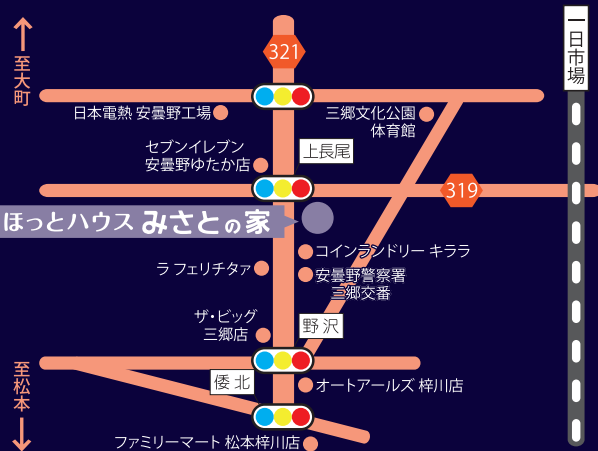 321
一日市場
至大町
日本電熱 安曇野工場
三郷文化公園
体育館
セブンイレブン
安曇野ゆたか店
上長尾
319
ほっとハウス みさとの家
コインランドリー キララ
ラ フェリチタァ
安曇野警察署
三郷交番
ザ・ビッグ
三郷店
野沢
至松本
倭北
オートアールズ 梓川店
ファミリーマート 松本梓川店